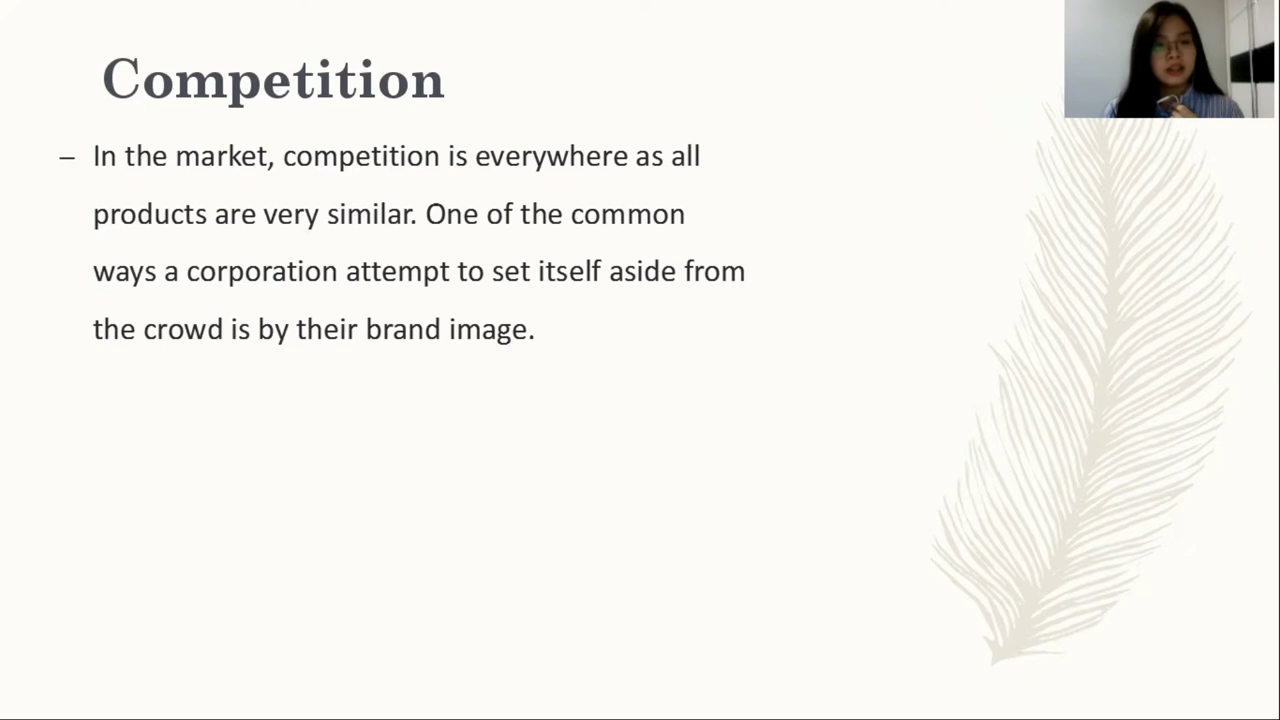 Competition
– In the market, competition is everywhere as all
products are very similar. One of the common
ways a corporation attempt to set itself aside from
the crowd is by their brand image.